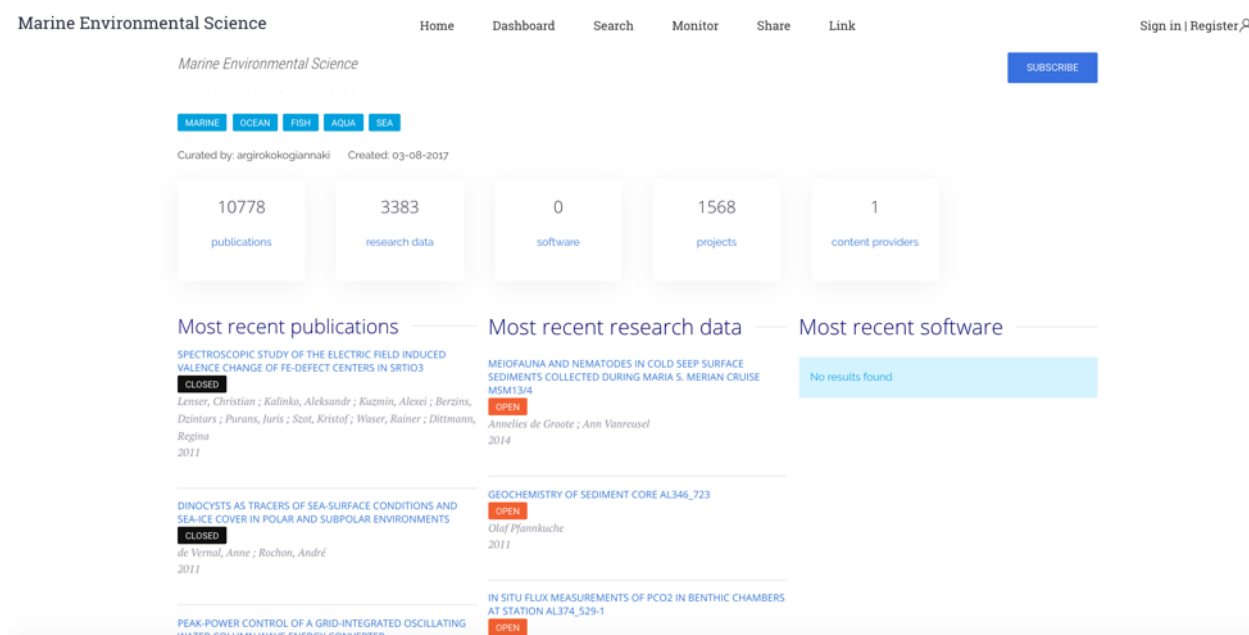 Marine Environmental Science
Home Dashboard Search Monitor Share Link
Sign in | Register
Marine Environmental Science
SUBSCRIBE
MARINE OCEAN FISH AQUA SEA
Curated by: argirokokogiannaki Created: 03-08-2017
10778
publications
3383
research data
0
software
1568
projects
1
content providers
Most recent publications
SPECTROSCOPIC STUDY OF THE ELECTRIC FIELD INDUCED
VALENCE CHANGE OF FE-DEFECT CENTERS IN SRTIO3
CLOSED
Lenser, Christian ; Kalinko, Aleksandr ; Kuzmin, Alexei ; Berzins,
Dzintars ; Purans, Juris ; Szot, Kristof ; Waser, Rainer ; Dittmann,
Regina
2011
DINOCYSTS AS TRACERS OF SEA-SURFACE CONDITIONS AND
SEA-ICE COVER IN POLAR AND SUBPOLAR ENVIRONMENTS
CLOSED
de Vernal, Anne ; Rochon, André
2011
PEAK-POWER CONTROL OF A GRID-INTEGRATED OSCILLATING
WATER COLUMN WAVE ENERGY CONVERTER
Most recent research data
MEIOFAUNA AND NEMATODES IN COLD SEEP SURFACE
SEDIMENTS COLLECTED DURING MARIA S. MERIAN CRUISE
MSM13/4
OPEN
Annelies de Groote ; Ann Vanreusel
2014
GEOCHEMISTRY OF SEDIMENT CORE AL346_723
OPEN
Olaf Pfannkuche
2011
IN SITU FLUX MEASUREMENTS OF PCO2 IN BENTHIC CHAMBERS
AT STATION AL374_529-1
OPEN
Most recent software
No results found